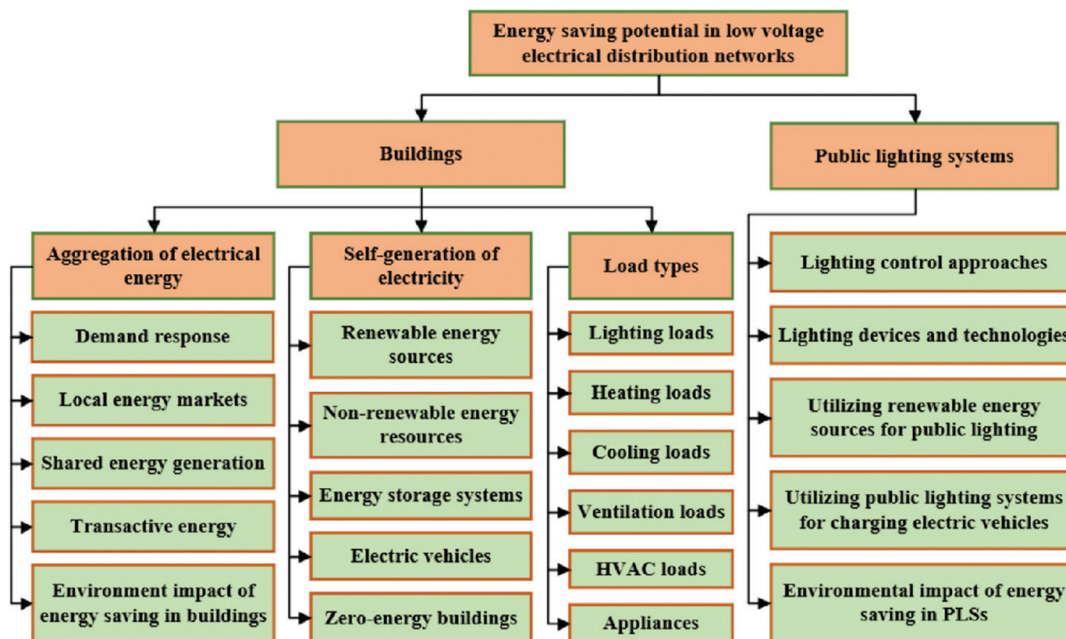 Energy saving potential in low voltage
electrical distribution networks
Buildings
Public lighting systems
Aggregation of electrical
energy
Demand response
Local energy markets
Shared energy generation
Transactive energy
Environment impact of
energy saving in buildings
Self-generation of
electricity
Renewable energy
sources
Non-renewable energy
resources
Energy storage systems
Electric vehicles
Zero-energy buildings
Load types
Lighting loads
Heating loads
Cooling loads
Ventilation loads
HVAC loads
Appliances
Lighting control approaches
Lighting devices and technologies
Utilizing renewable energy
sources for public lighting
Utilizing public lighting systems
for charging electric vehicles
Environmental impact of energy
saving in PLSs